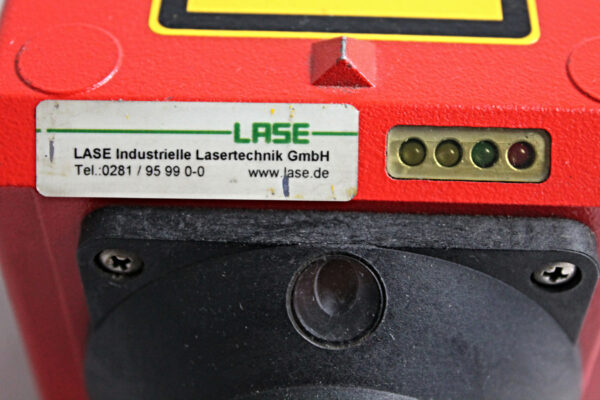 LASE
LASE Industrielle Lasertechnik GmbH
Tel.:0281 / 95 99 0-0 www.lase.de